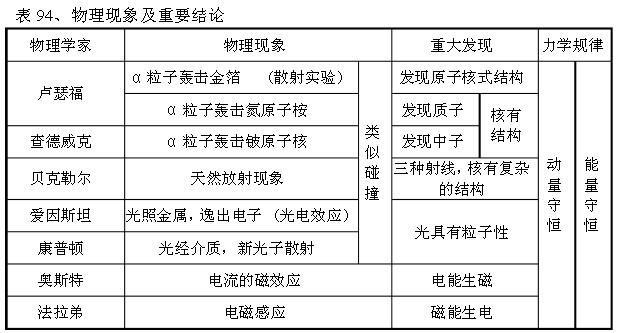 表 94、物理现象及重要结论
物理学家 物理现象 重大发现 力学规律
卢瑟福 α 粒子轰击金箔 （散射实验） 类似碰撞 发现原子核式结构 动量守恒 能量守恒
α 粒子轰击氮原子桉 发现质子 核有结构
查德威克 α 粒子轰击铍原子核 发现中子
贝克勒尔 天然放射现象 三种射线，核有复杂
的结构
爱因斯坦 光照金属，逸出电子 （光电效应） 光具有粒子性
康普顿 光经介质，新光子散射
奥斯特 电流的磁效应 电能生磁
法拉弟 电磁感应 磁能生电